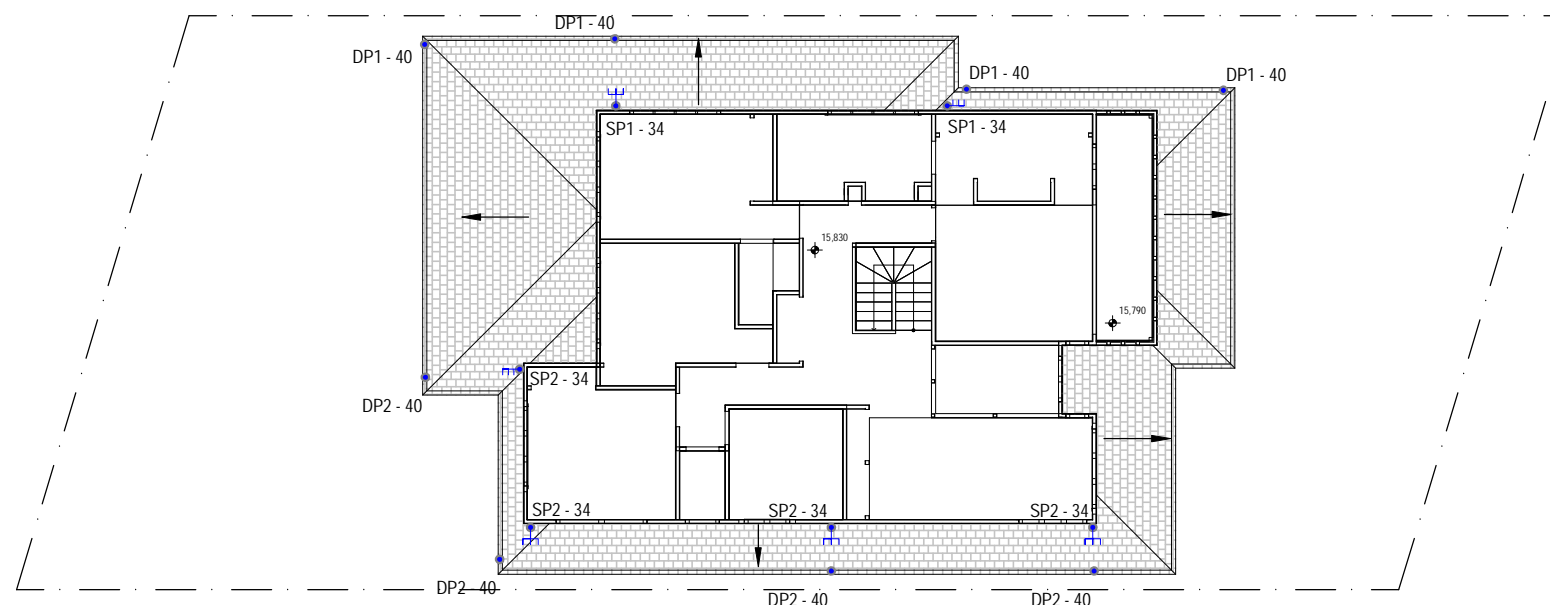 DP1 - 40
DP1 - 40
DP1 - 40
DP1 - 40
SP1 - 34
SP1 - 34
15,830
15,790
SP2 - 34
DP2 - 40
SP2 - 34
SP2 - 34
SP2 - 34
DP2 - 40
DP2 - 40
DP2 - 40